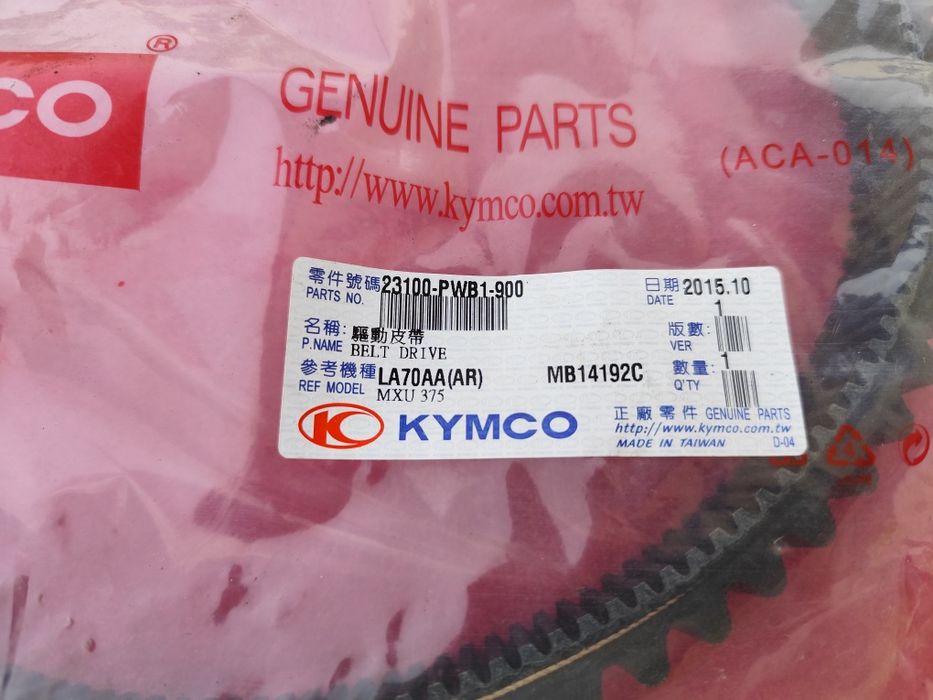 CO ®
GENUINE PARTS
http://www.kymco.com.tw
(ACA-014)
零件號碼 23100-PWB1-900
PARTS NO.
日期 2015.10
DATE
名稱: 驅動皮帶
P.NAME BELT DRIVE
版數: 1
VER
參考機種 LA70AA(AR) MB14192C
REF MODEL MXU 375
數量: 1
Q'TY
KYMCO
正廠零件 GENUINE PARTS
http://www.kymco.com.tw
MADE IN TAIWAN D-04